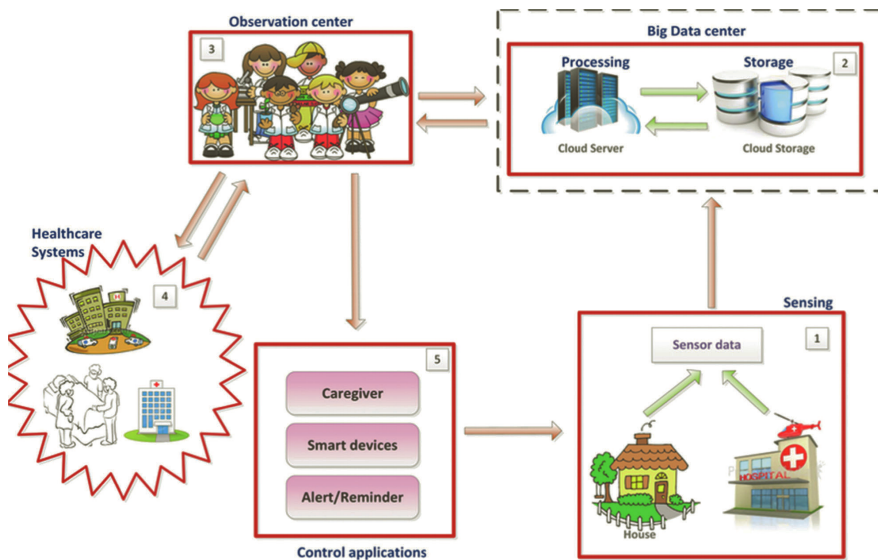 Observation center
3
Big Data center
Processing
Storage
2
Cloud Server
Cloud Storage
Healthcare
Systems
4
H
Sensing
1
Sensor data
House
HOSPITAL
5
Caregiver
Smart devices
Alert/Reminder
Control applications